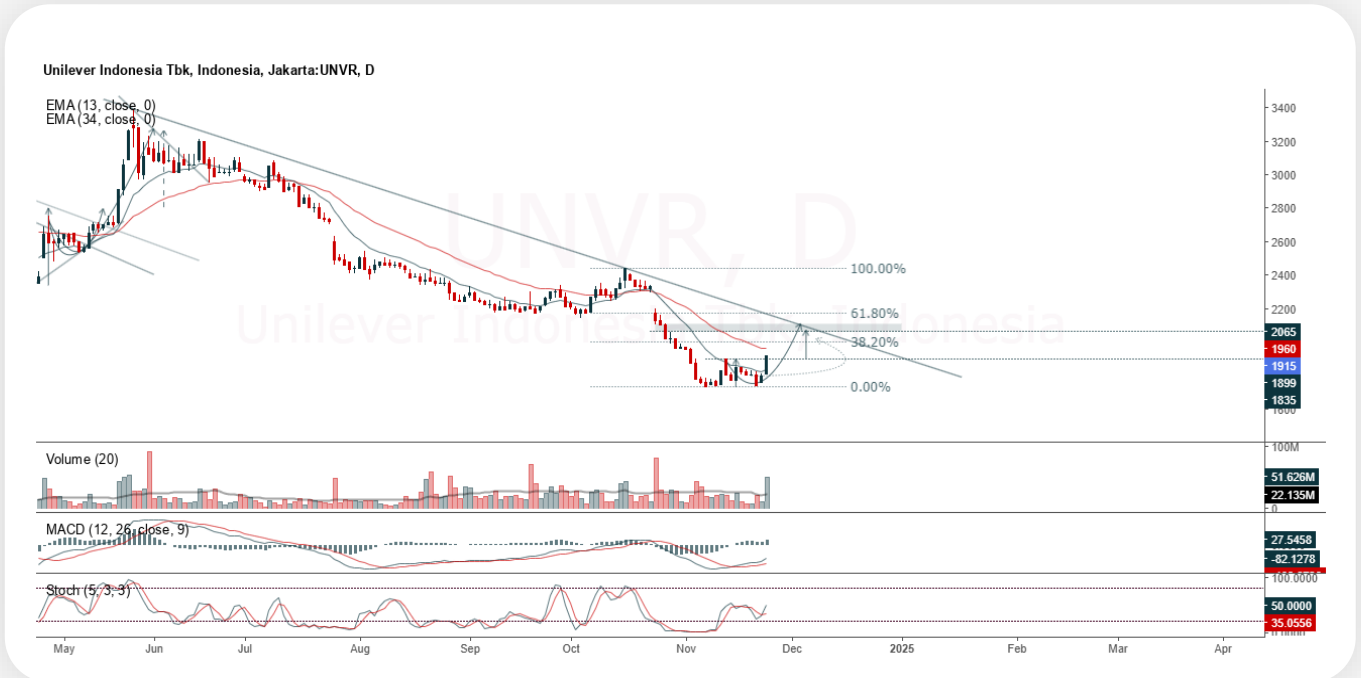 Unilever Indonesia Tbk, Indonesia, Jakarta:UNVR, D
EMA (13, close, 0)
EMA (34, close, 0)
UNVR, D
Unilever Indonesia Tbk, Indonesia
100.00%
61.80%
38.20%
0.00%
3400
3200
3000
2800
2600
2400
2200
2065
1960
1915
1899
1835
1600
Volume (20)
100M
51.626M
22.135M
0
MACD (12, 26, close, 9)
27.5458
-82.1278
Stoch (5, 3, 3)
100.0000
50.0000
35.0556
0.0000
May Jun Jul Aug Sep Oct Nov Dec 2025 Feb Mar Apr